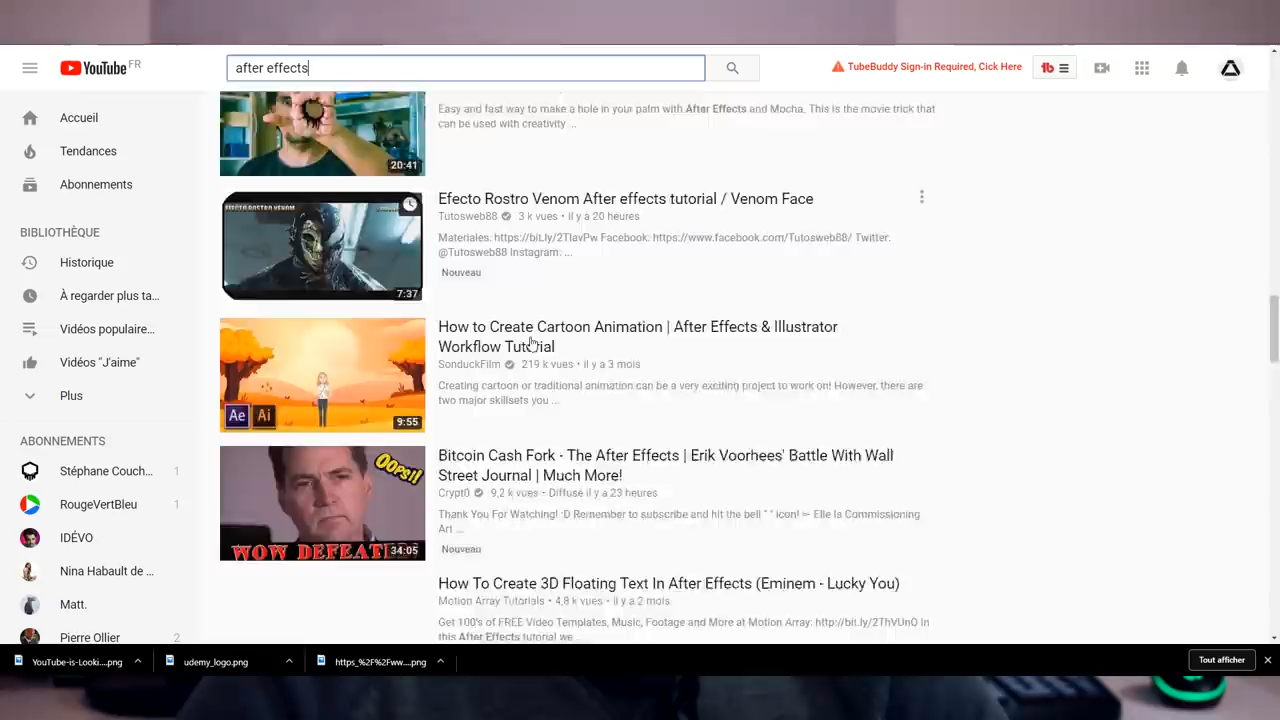 YouTube FR
after effects
TubeBuddy Sign-in Required, Cick Here
Accueil
Tendances
Abonnements
BIBLIOTHÈQUE
Historique
À regarder plus ta...
Vidéos populaire...
Vidéos "J'aime"
Plus
ABONNEMENTS
Stéphane Couch... 1
RougeVertBleu 1
IDÉVO
Nina Habault de ...
Matt.
Pierre Ollier 2
Easy and fast way to make a hole in your palm with After Effects and Mocha. This is the movie trick that
can be used with creativity ...
20:41
EFECTO ROSTRO VENOM
7:37
Efecto Rostro Venom After effects tutorial / Venom Face
Tutosweb88 3 k vues • il y a 20 heures
Materiales: https://bit.ly/2TIavPw Facebook: https://www.facebook.com/Tutosweb88/ Twitter:
@Tutosweb88 Instagram: ...
Nouveau
Ae Ai
9:55
How to Create Cartoon Animation | After Effects & Illustrator
Workflow Tutorial
SonduckFilm 219 k vues • il y a 3 mois
Creating cartoon or traditional animation can be a very exciting project to work on! However, there are
two major skillsets you ...
OOPS!!
WOW DEFEAT
34:05
Bitcoin Cash Fork - The After Effects | Erik Voorhees' Battle With Wall
Street Journal | Much More!
Crypt0 9,2 k vues • Diffusé il y a 23 heures
Thank You For Watching! :D Remember to subscribe and hit the bell " " icon! ~ Elle Is Commissioning
Art ...
Nouveau
How To Create 3D Floating Text In After Effects (Eminem - Lucky You)
Motion Array Tutorials • 4,8 k vues • il y a 2 mois
Get 100's of FREE Video Templates, Music, Footage and More at Motion Array: http://bit.ly/2ThVUnO In
this After Effects tutorial we ...
YouTube-is-Looki....png
udemy_logo.png
https_%2F%2Fww....png
Tout afficher